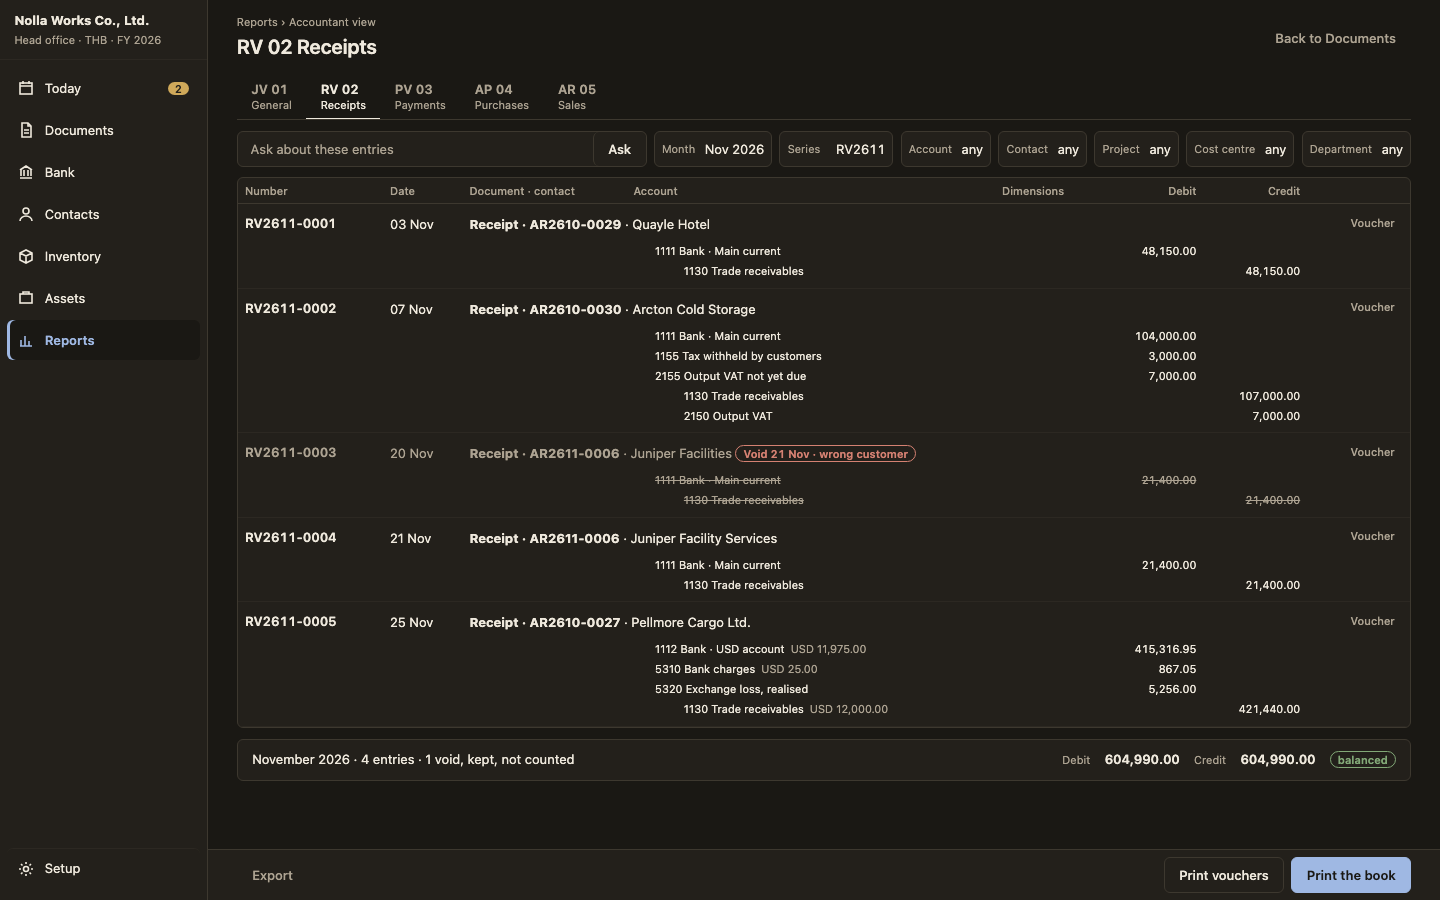 Nolla Works Co., Ltd.
Head office · THB · FY 2026
Today 2
Documents
Bank
Contacts
Inventory
Assets
Reports
Setup
Reports › Accountant view
RV 02 Receipts
Back to Documents
JV 01 General
RV 02 Receipts
PV 03 Payments
AP 04 Purchases
AR 05 Sales
Ask about these entries Ask Month Nov 2026 Series RV2611 Account any Contact any Project any Cost centre any Department any
Number Date Document · contact Account Dimensions Debit Credit
RV2611-0001 03 Nov Receipt · AR2610-0029 · Quayle Hotel Voucher
1111 Bank · Main current 48,150.00
1130 Trade receivables 48,150.00
RV2611-0002 07 Nov Receipt · AR2610-0030 · Arcton Cold Storage Voucher
1111 Bank · Main current 104,000.00
1155 Tax withheld by customers 3,000.00
2155 Output VAT not yet due 7,000.00
1130 Trade receivables 107,000.00
2150 Output VAT 7,000.00
RV2611-0003 20 Nov Receipt · AR2611-0006 · Juniper Facilities Void 21 Nov · wrong customer Voucher
1111 Bank · Main current 21,400.00
1130 Trade receivables 21,400.00
RV2611-0004 21 Nov Receipt · AR2611-0006 · Juniper Facility Services Voucher
1111 Bank · Main current 21,400.00
1130 Trade receivables 21,400.00
RV2611-0005 25 Nov Receipt · AR2610-0027 · Pellmore Cargo Ltd. Voucher
1112 Bank · USD account USD 11,975.00 415,316.95
5310 Bank charges USD 25.00 867.05
5320 Exchange loss, realised 5,256.00
1130 Trade receivables USD 12,000.00 421,440.00
November 2026 · 4 entries · 1 void, kept, not counted Debit 604,990.00 Credit 604,990.00 balanced
Export Print vouchers Print the book